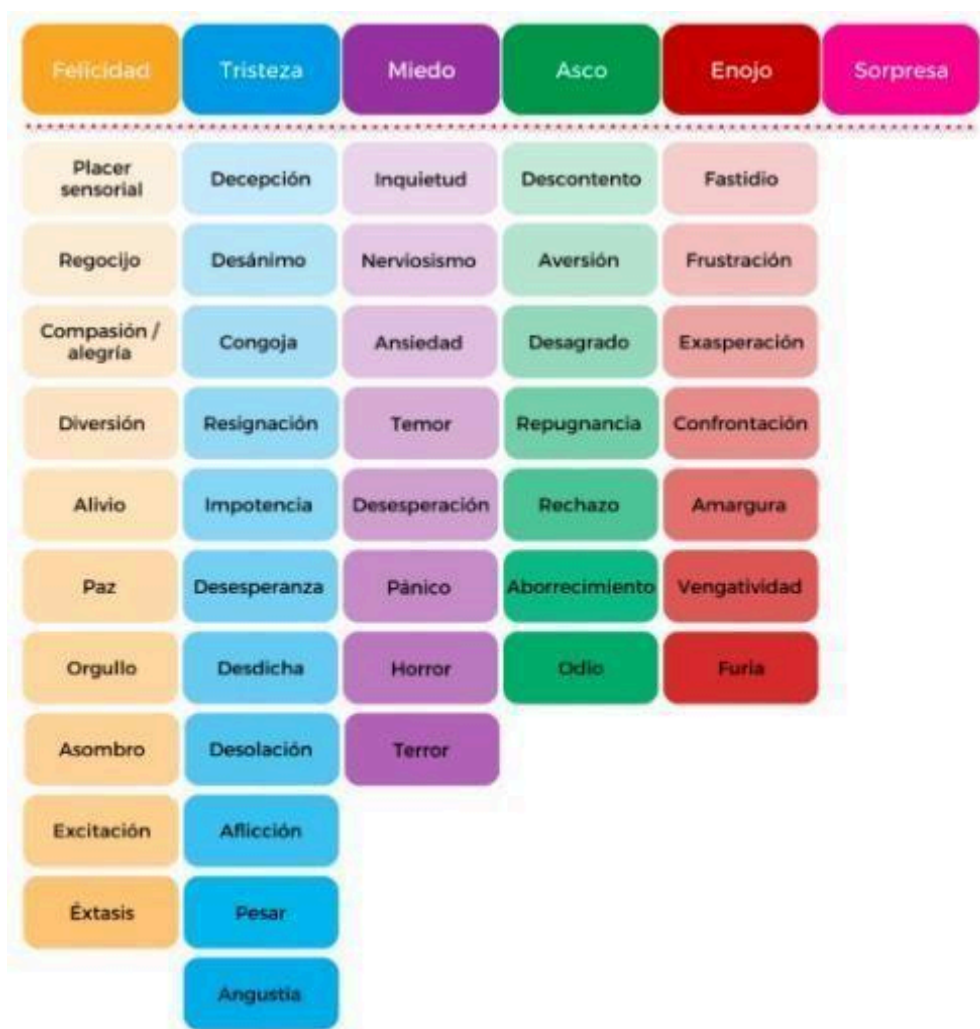 Felicidad Tristeza Miedo Asco Enojo Sorpresa
Placer
sensorial Decepción Inquietud Descontento Fastidio
Regocijo Desánimo Nerviosismo Aversión Frustración
Compasión /
alegría Congoja Ansiedad Desagrado Exasperación
Diversión Resignación Temor Repugnancia Confrontación
Alivio Impotencia Desesperación Rechazo Amargura
Paz Desesperanza Pánico Aborrecimiento Vengatividad
Orgullo Desdicha Horror Odio Furia
Asombro Desolación Terror
Excitación Aflicción
Éxtasis Pesar
Angustia